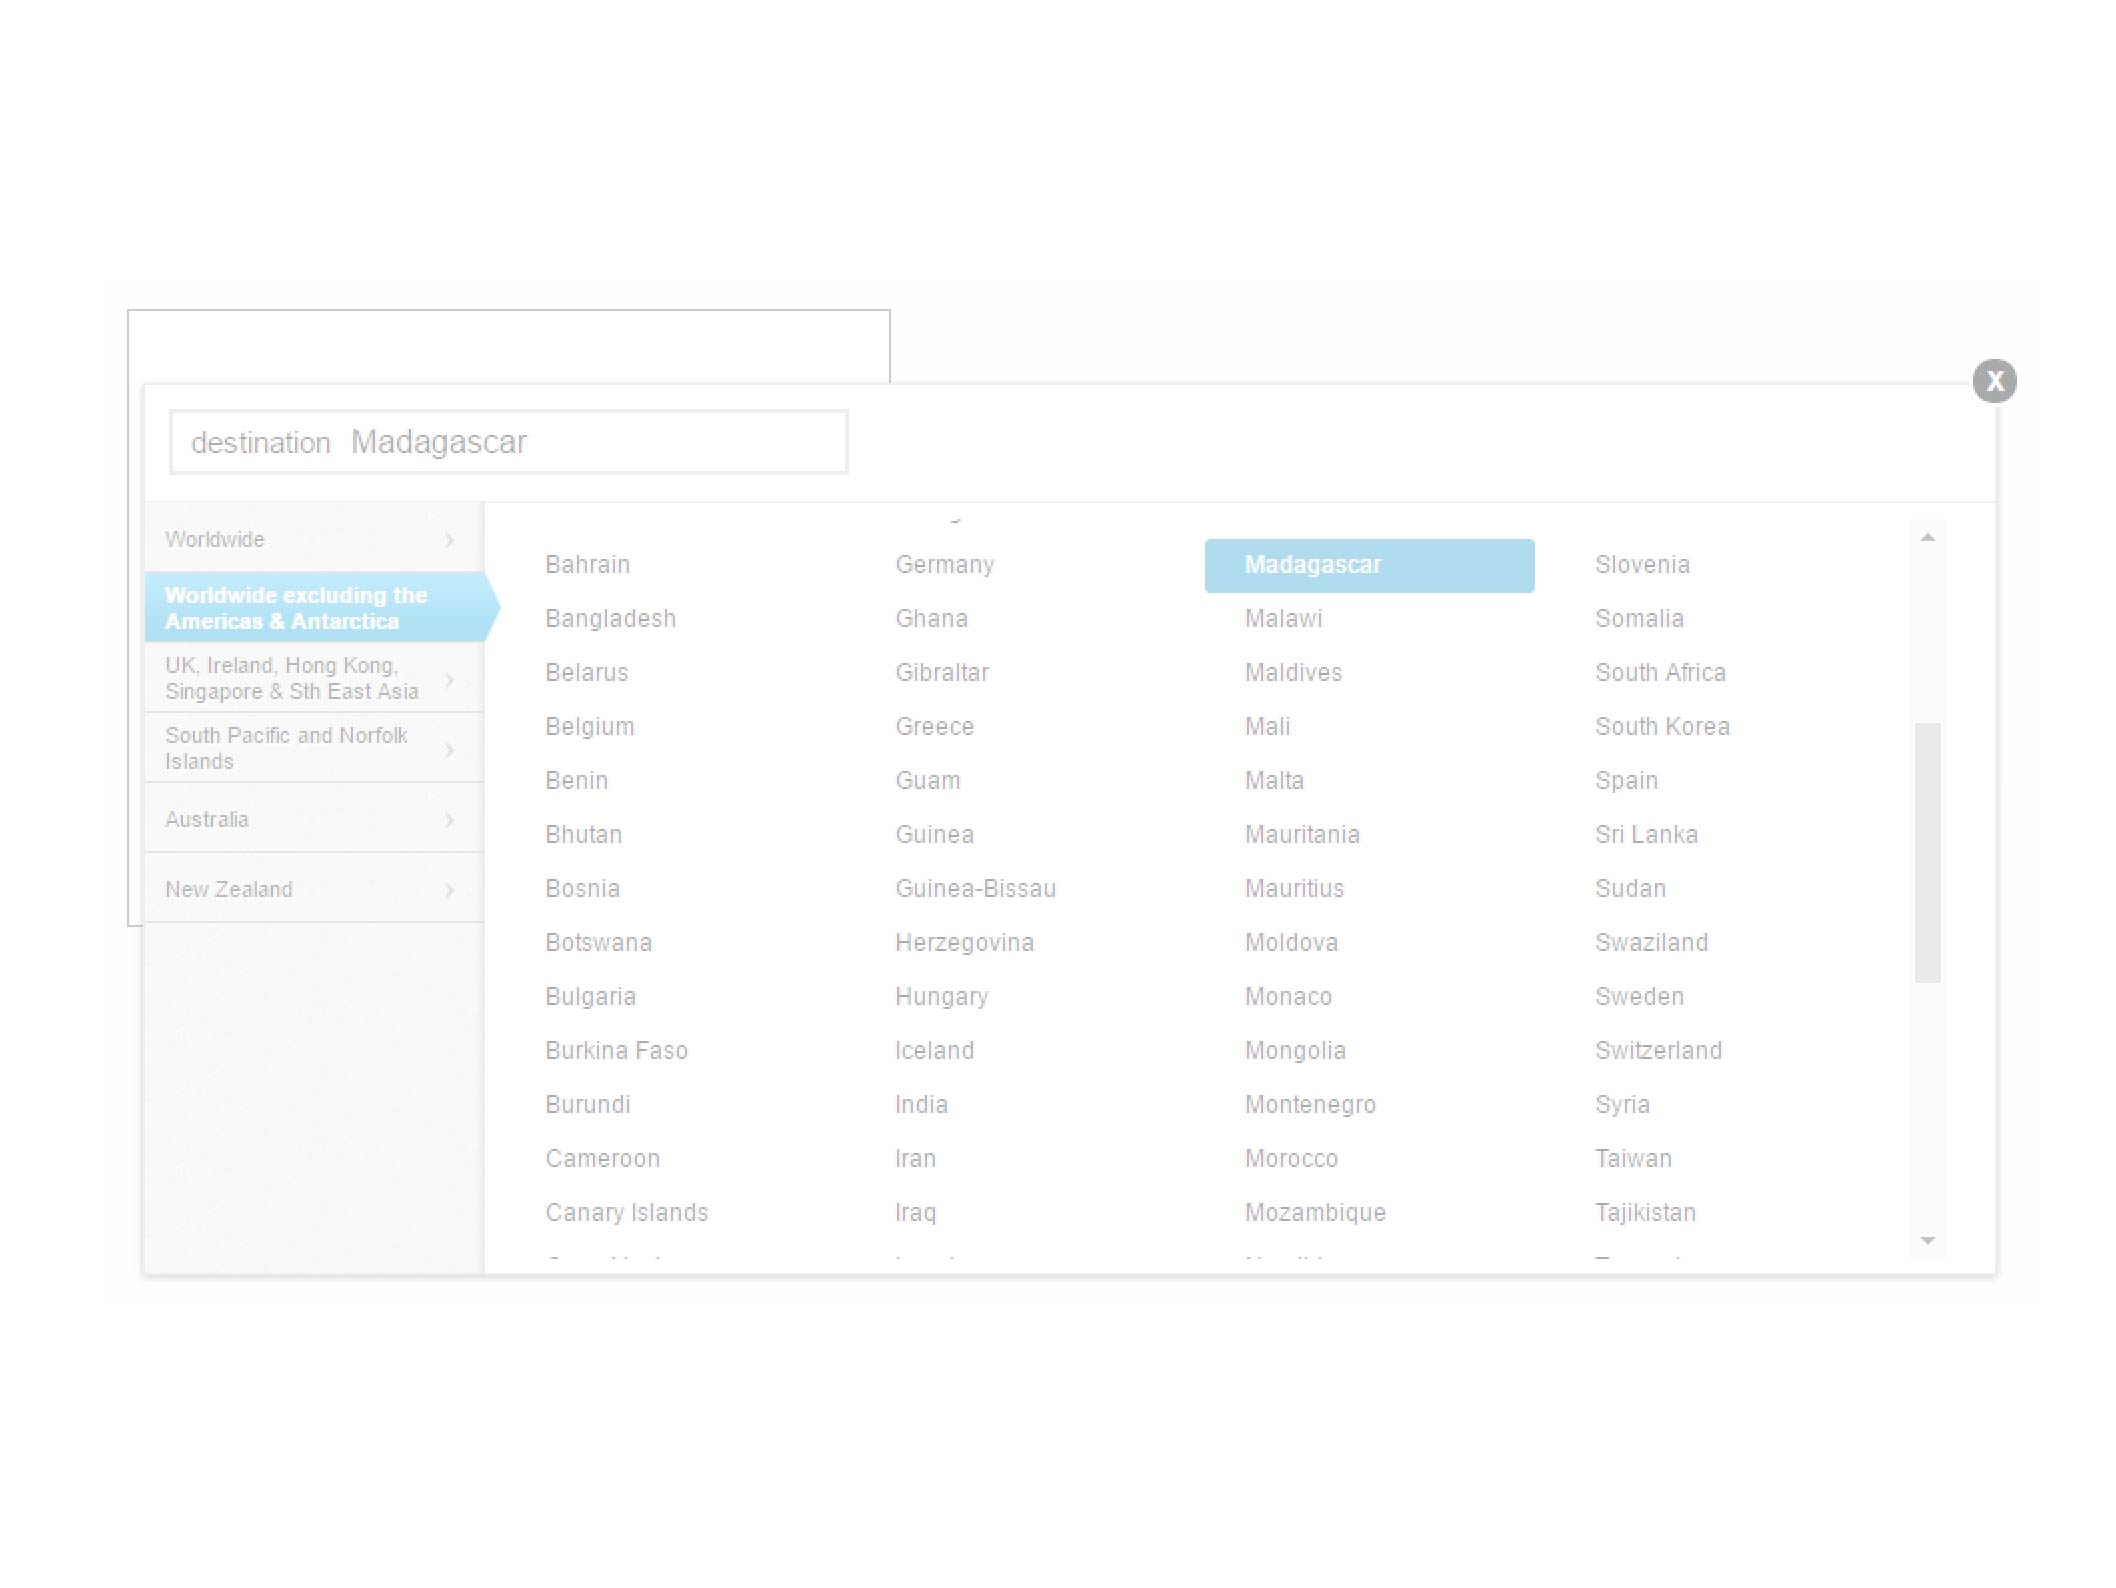 X
destination Madagascar
Worldwide
Worldwide excluding the
Americas & Antarctica
UK, Ireland, Hong Kong,
Singapore & Sth East Asia
South Pacific and Norfolk
Islands
Australia
New Zealand
Bahrain
Bangladesh
Belarus
Belgium
Benin
Bhutan
Bosnia
Botswana
Bulgaria
Burkina Faso
Burundi
Cameroon
Canary Islands
Germany
Ghana
Gibraltar
Greece
Guam
Guinea
Guinea-Bissau
Herzegovina
Hungary
Iceland
India
Iran
Iraq
Madagascar
Malawi
Maldives
Mali
Malta
Mauritania
Mauritius
Moldova
Monaco
Mongolia
Montenegro
Morocco
Mozambique
Slovenia
Somalia
South Africa
South Korea
Spain
Sri Lanka
Sudan
Swaziland
Sweden
Switzerland
Syria
Taiwan
Tajikistan